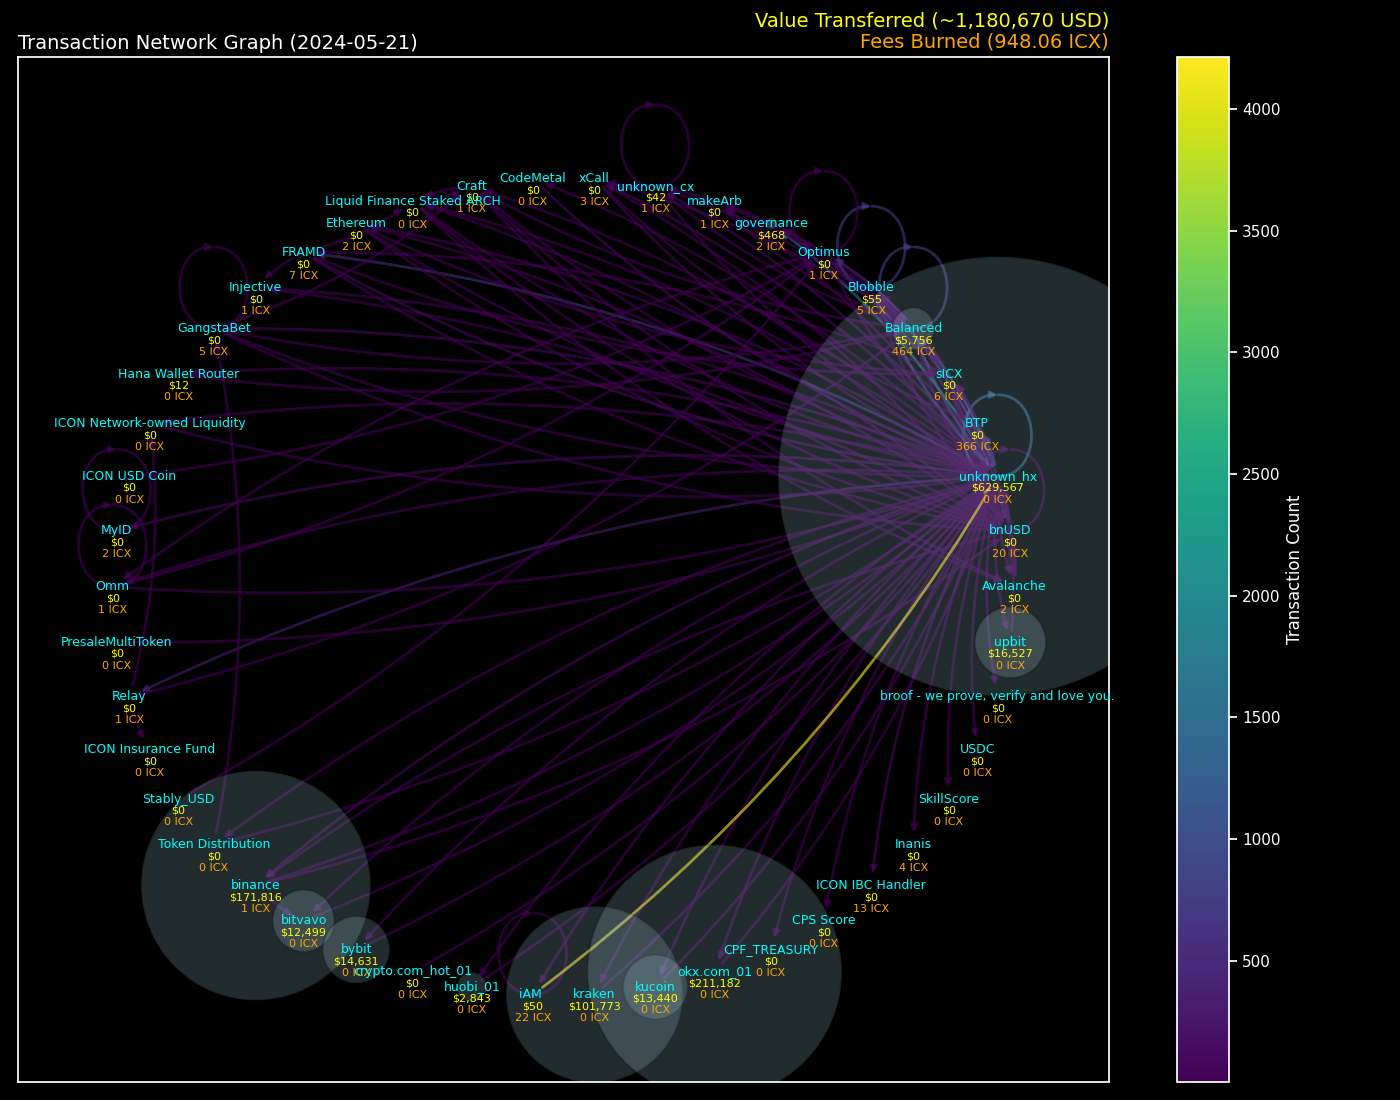 Value Transferred (~1,180,670 USD)
Transaction Network Graph (2024-05-21)
Fees Burned (948.06 ICX)
CodeMetal
$0
0 ICX
xCall
$0
3 ICX
Craft
$0
1 ICX
unknown_cx
$42
1 ICX
Liquid Finance Staked ARCH
$0
0 ICX
makeArb
$0
1 ICX
Ethereum
$0
2 ICX
governance
$468
2 ICX
FRAMD
$0
7 ICX
Optimus
$0
1 ICX
Injective
$0
1 ICX
Blobble
$55
5 ICX
GangstaBet
$0
5 ICX
Balanced
$5,756
464 ICX
Hana Wallet Router
$12
0 ICX
sICX
$0
6 ICX
ICON Network-owned Liquidity
$0
0 ICX
BTP
$0
366 ICX
ICON USD Coin
$0
0 ICX
unknown_hx
$629,567
0 ICX
MyID
$0
2 ICX
bnUSD
$0
20 ICX
Omm
$0
1 ICX
Avalanche
$0
2 ICX
PresaleMultiToken
$0
0 ICX
upbit
$16,527
0 ICX
Relay
$0
1 ICX
broof - we prove, verify and love you.
$0
0 ICX
ICON Insurance Fund
$0
0 ICX
USDC
$0
0 ICX
Stably_USD
$0
0 ICX
SkillScore
$0
0 ICX
Token Distribution
$0
0 ICX
Inanis
$0
4 ICX
binance
$171,816
1 ICX
ICON IBC Handler
$0
13 ICX
bitvavo
$12,499
0 ICX
CPS Score
$0
0 ICX
bybit
$14,631
0 ICX
CPF_TREASURY
$0
0 ICX
crypto.com_hot_01
$0
0 ICX
okx.com_01
$211,182
0 ICX
huobi_01
$2,843
0 ICX
iAM
$50
22 ICX
kraken
$101,773
0 ICX
kucoin
$13,440
0 ICX
4000
3500
3000
2500
2000
1500
1000
500
Transaction Count